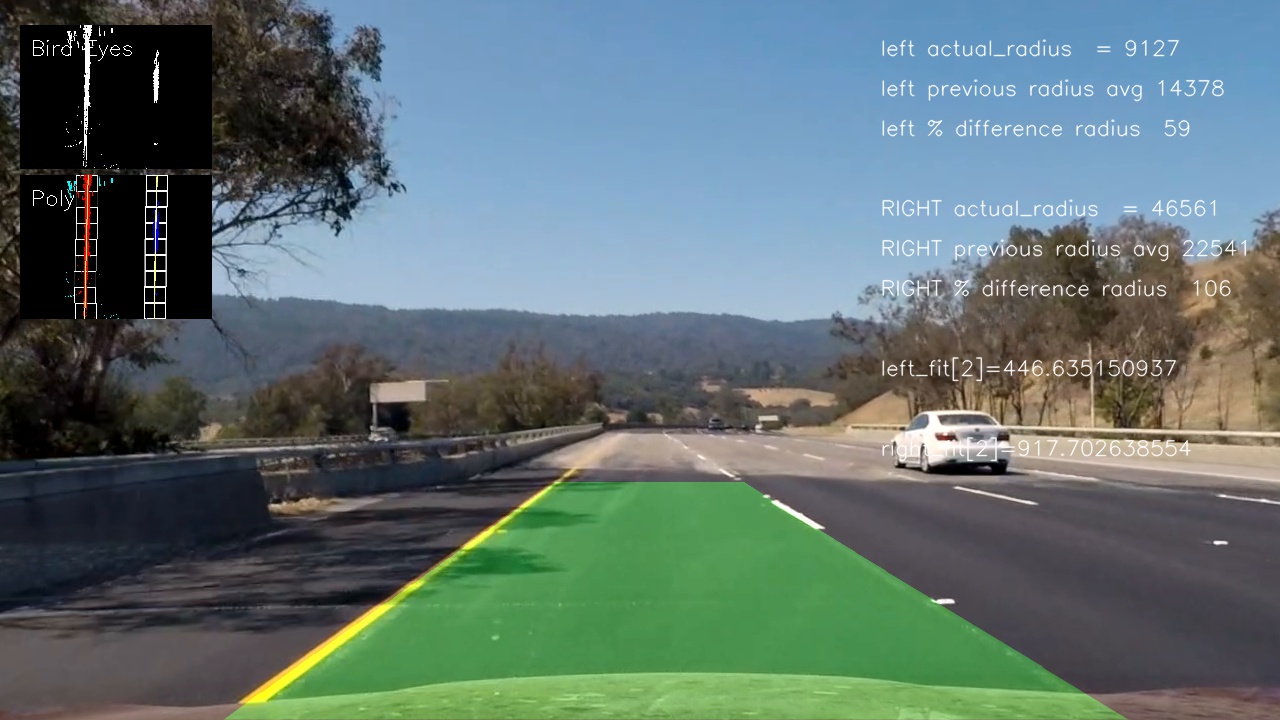 Bird Eyes
Poly
left actual_radius = 9127
left previous radius avg 14378
left % difference radius 59
RIGHT actual_radius = 46561
RIGHT previous radius avg 22541
RIGHT % difference radius 106
left_fit[2]=446.635150937
right_fit[2]=917.702638554